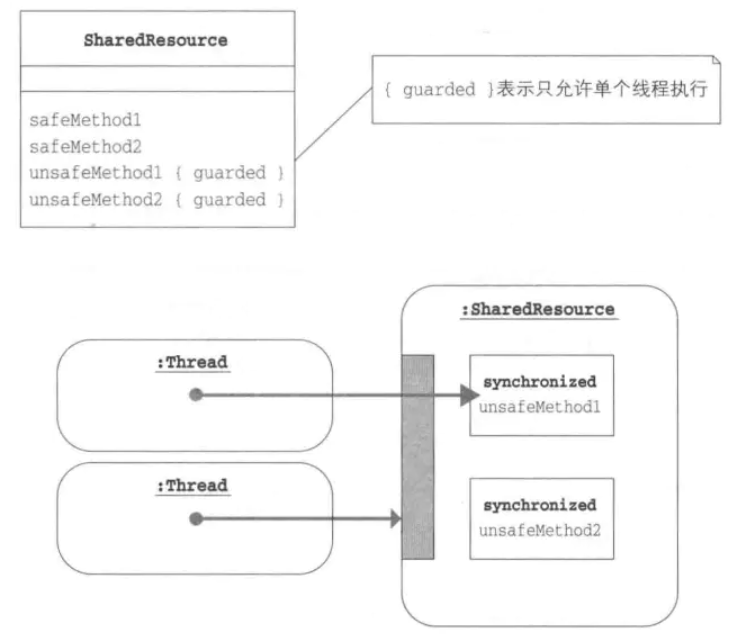 SharedResource
safeMethod1
safeMethod2
unsafeMethod1 { guarded }
unsafeMethod2 { guarded }
{ guarded }表示只允许单个线程执行
:SharedResource
:Thread
synchronized
unsafeMethod1
:Thread
synchronized
unsafeMethod2